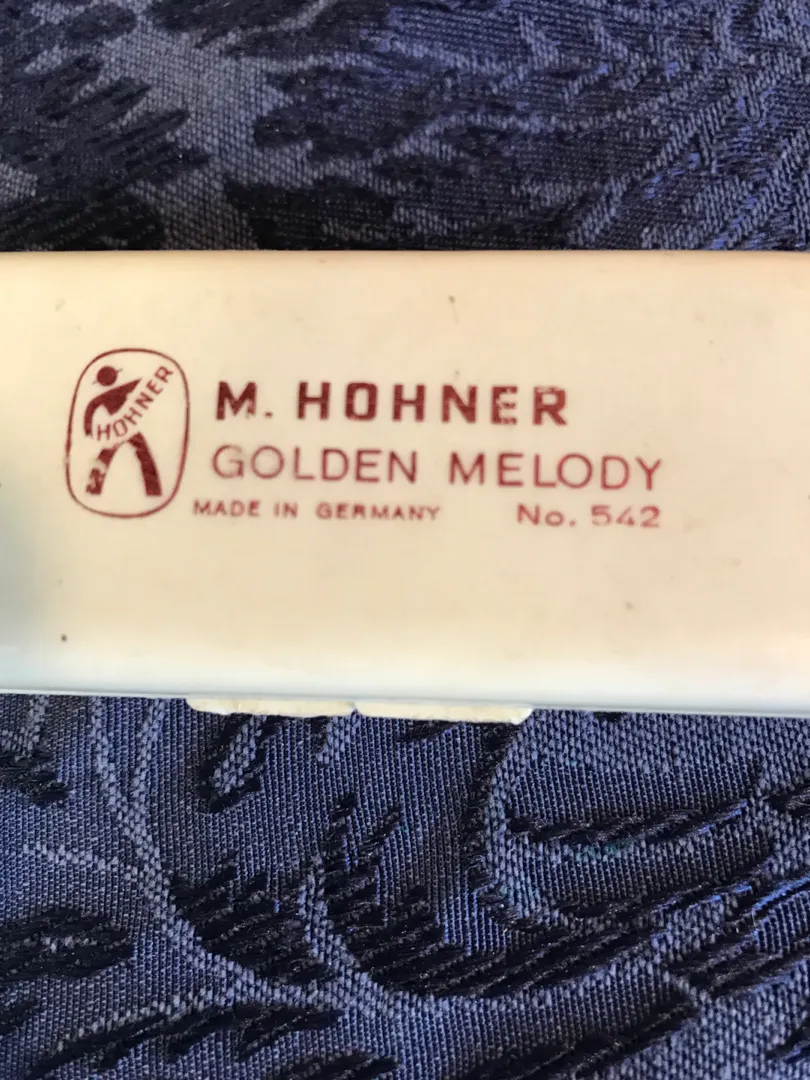 HOHNER
M. HOHNER
GOLDEN MELODY
MADE IN GERMANY No. 542